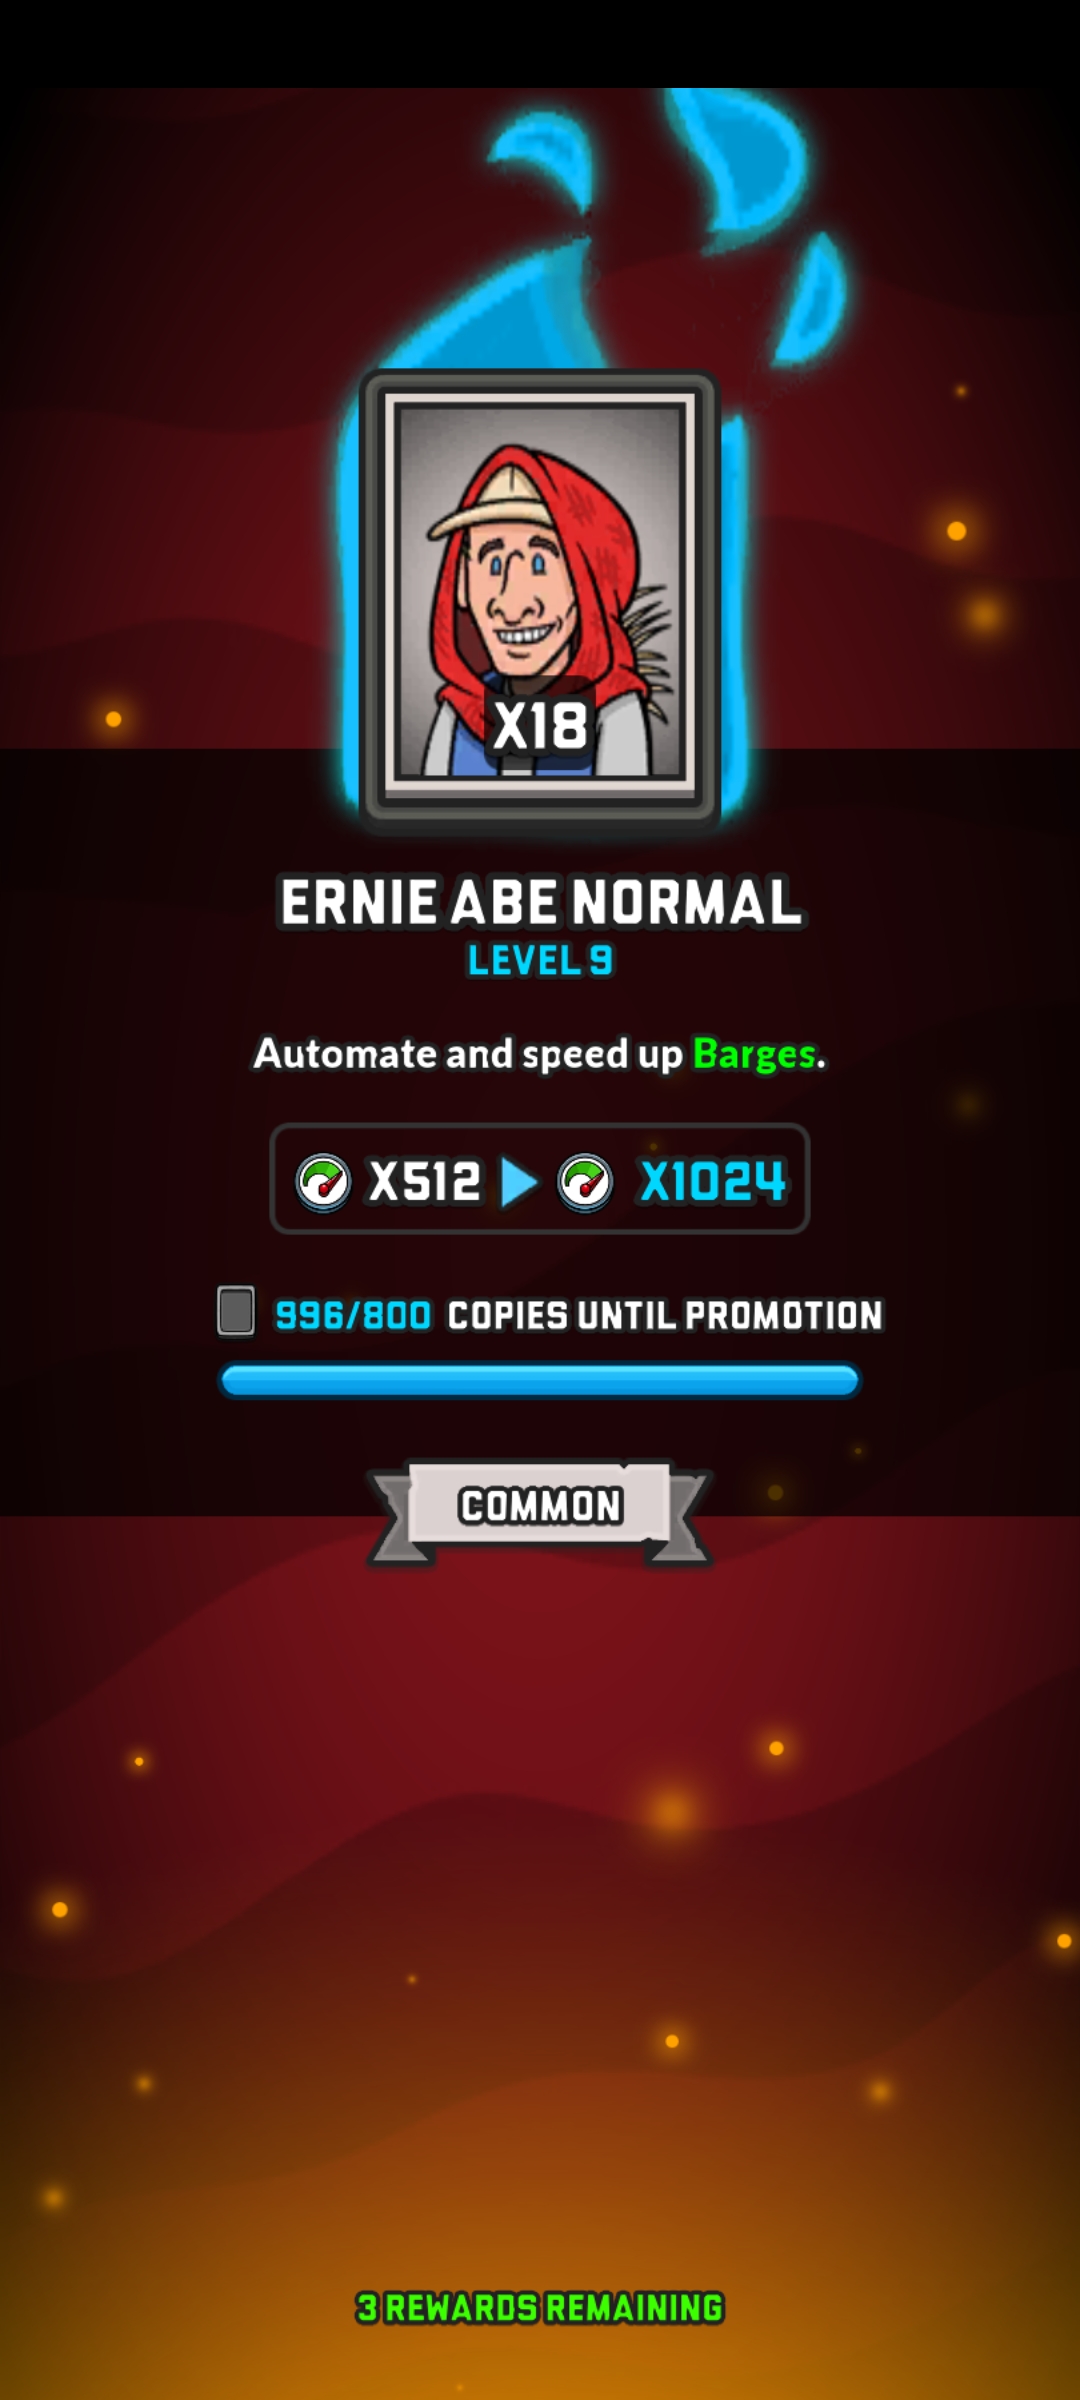 X18
ERNIE ABE NORMAL
LEVEL 9
Automate and speed up Barges.
X512 X1024
996/800 COPIES UNTIL PROMOTION
COMMON
3 REWARDS REMAINING